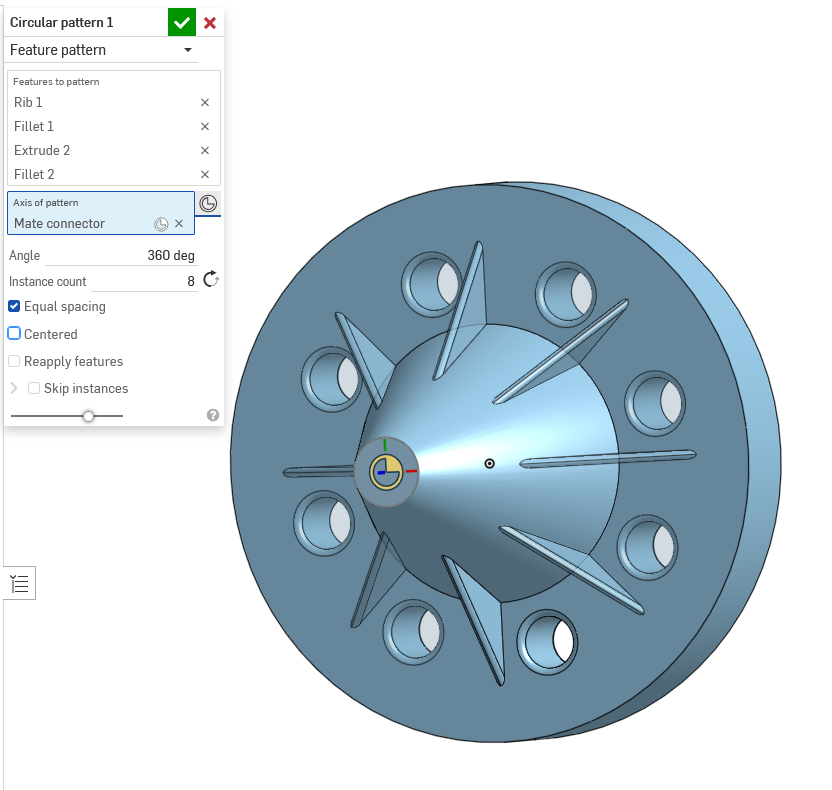 Circular pattern 1
Feature pattern
Features to pattern
Rib 1
Fillet 1
Extrude 2
Fillet 2
Axis of pattern
Mate connector
Angle 360 deg
Instance count 8
Equal spacing
Centered
Reapply features
Skip instances